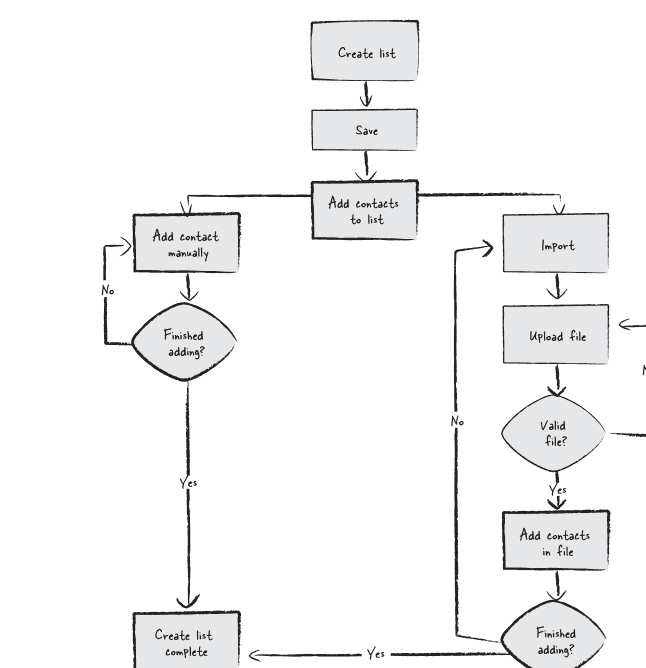 Create list
Save
Add contacts
to list
Add contact
manually
Import
No
Finished
adding?
Upload file
No
Valid
file?
Yes
Yes
Add contacts
in file
Create list
complete
Yes
Finished
adding?